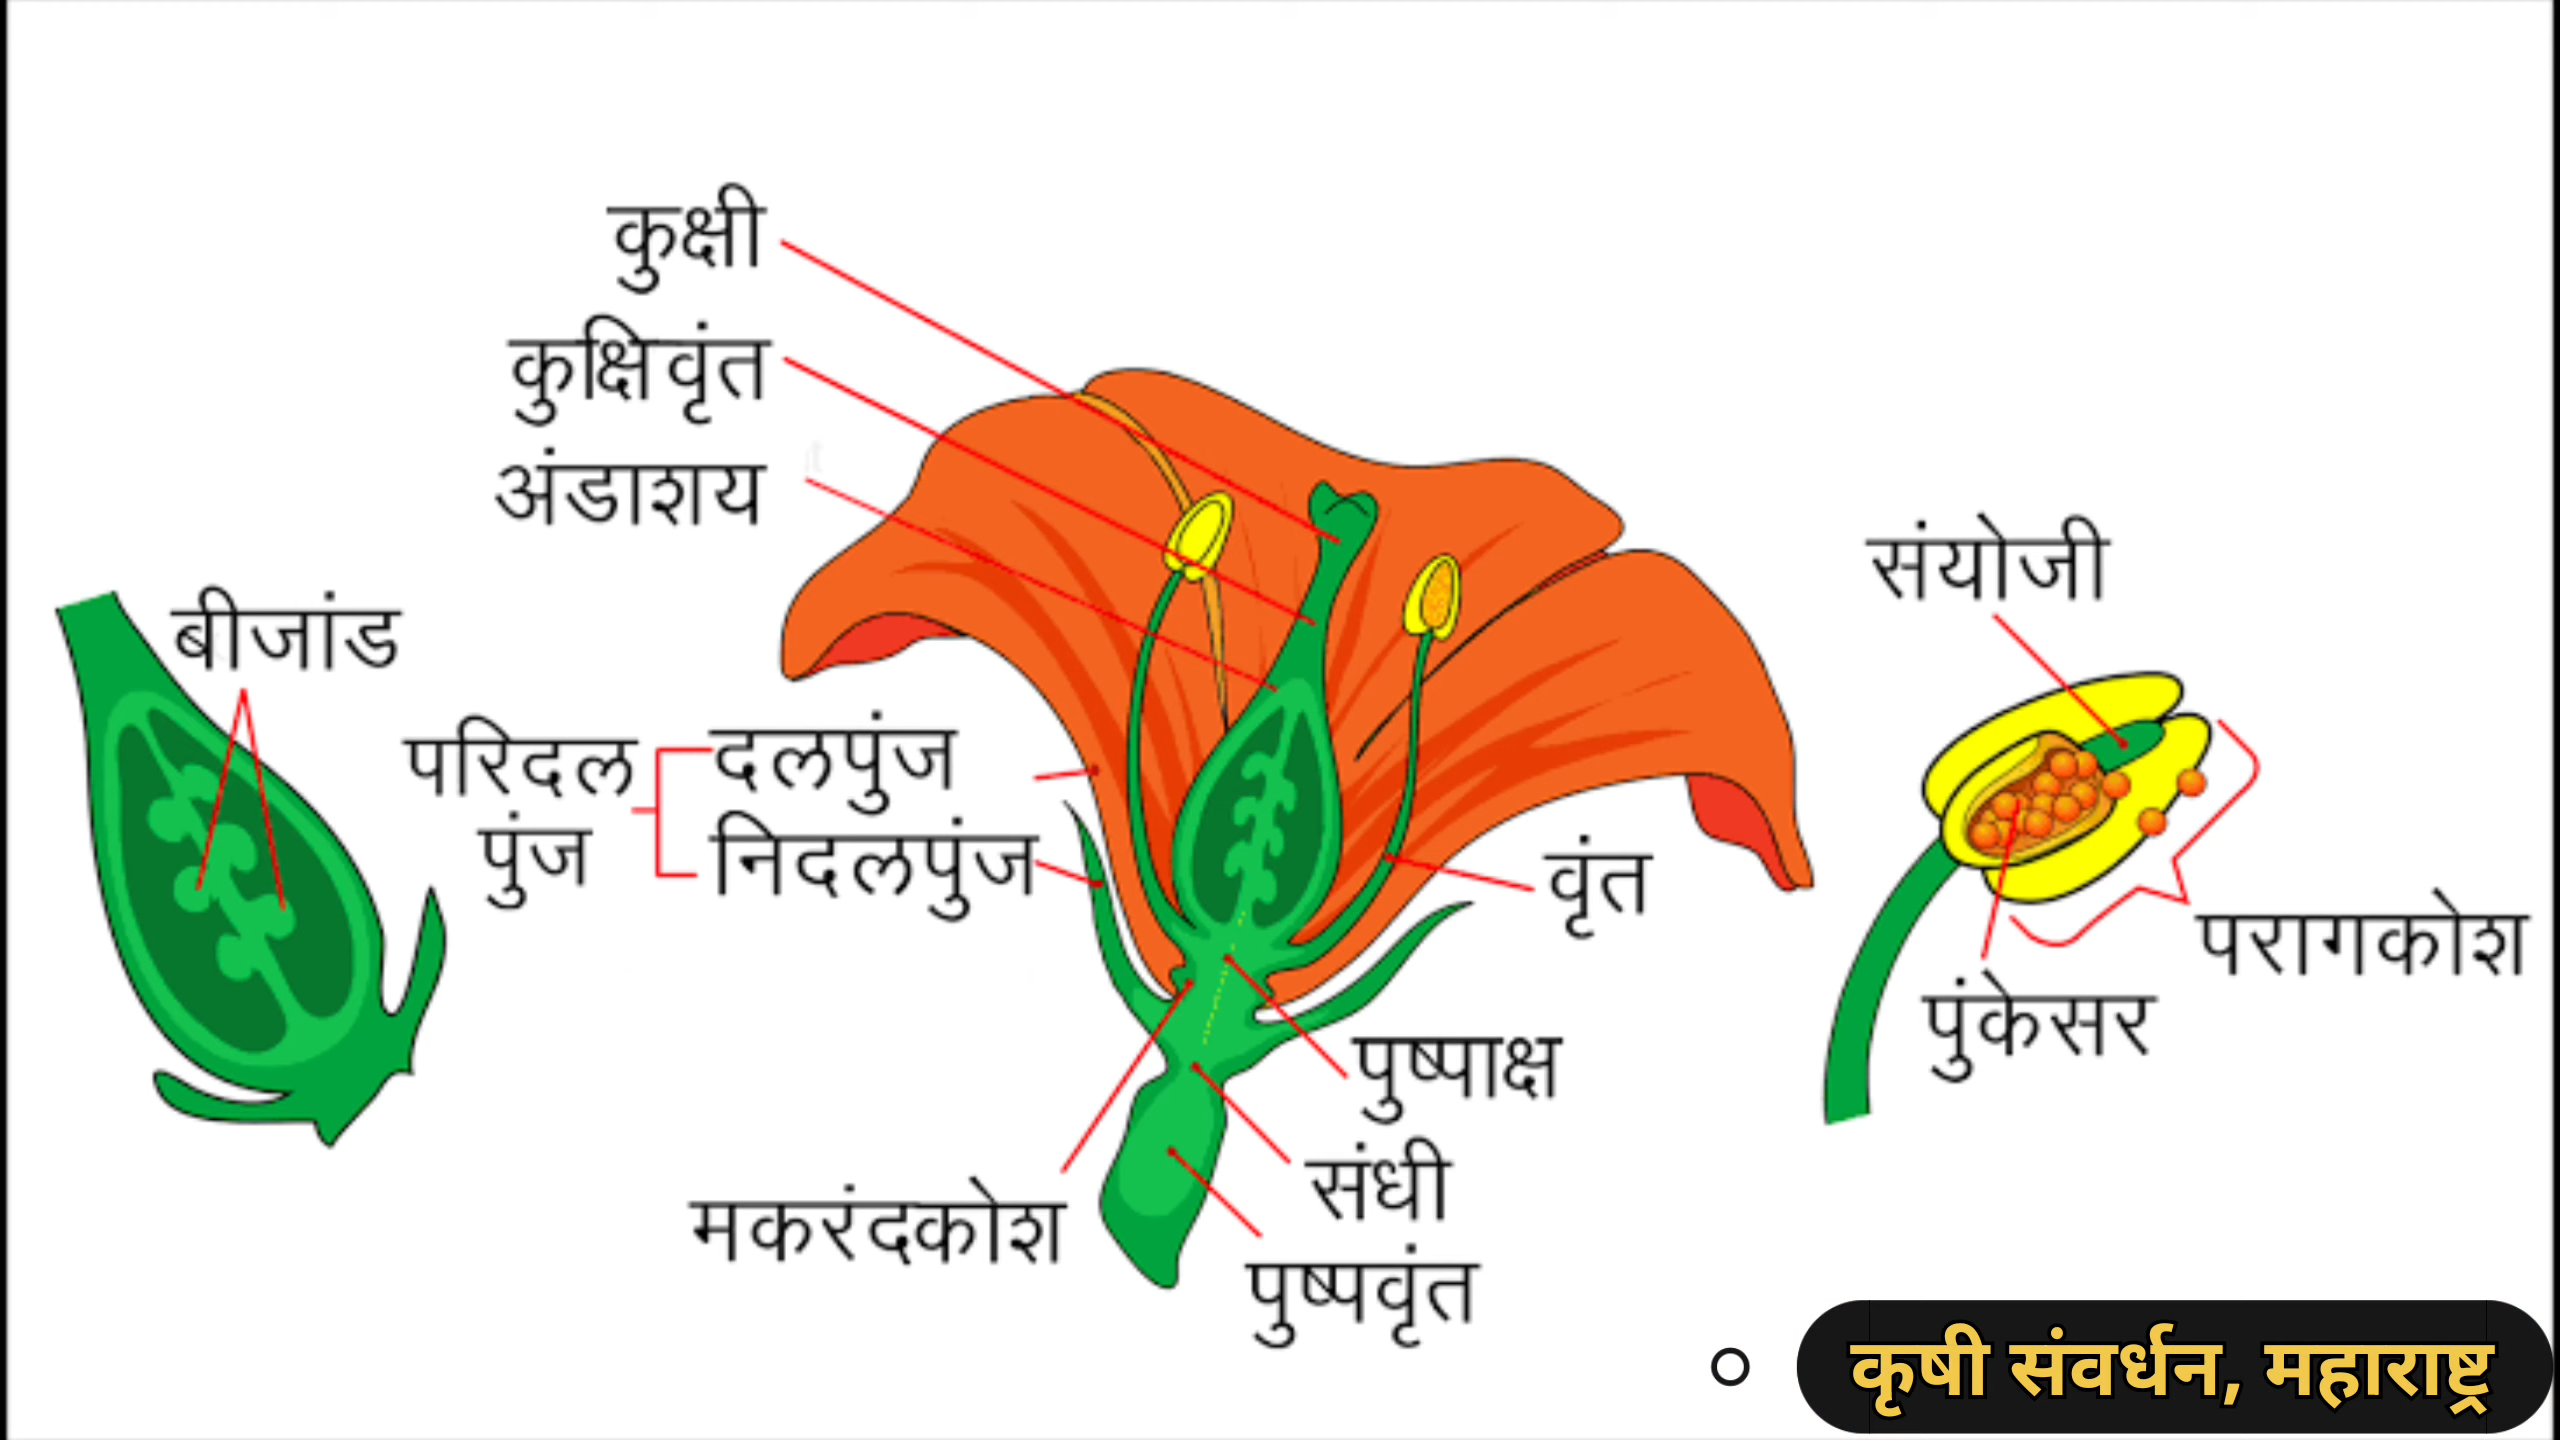 कुक्षी
कुक्षिवृंत
अंडाशय
बीजांड
परिदल
पुंज
दलपुंज
निदलपुंज
वृंत
संयोजी
परागकोश
पुंकेसर
पुष्पाक्ष
संधी
पुष्पवृंत
मकरंदकोश
कृषी संवर्धन, महाराष्ट्र